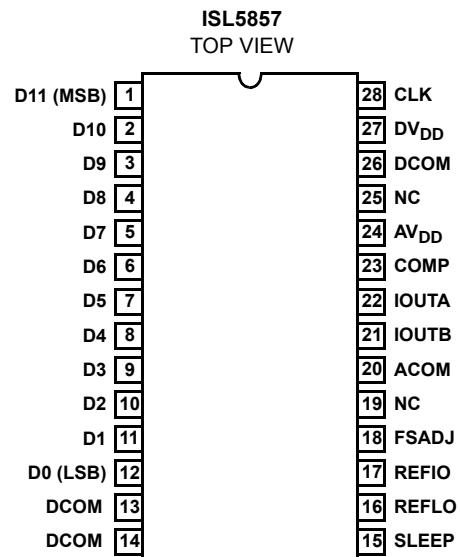 ISL5857
TOP VIEW
D11 (MSB) 1 28 CLK
D10 2 27 DVDD
D9 3 26 DCOM
D8 4 25 NC
D7 5 24 AVDD
D6 6 23 COMP
D5 7 22 IOUTA
D4 8 21 IOUTB
D3 9 20 ACOM
D2 10 19 NC
D1 11 18 FSADJ
D0 (LSB) 12 17 REFIO
DCOM 13 16 REFLO
DCOM 14 15 SLEEP